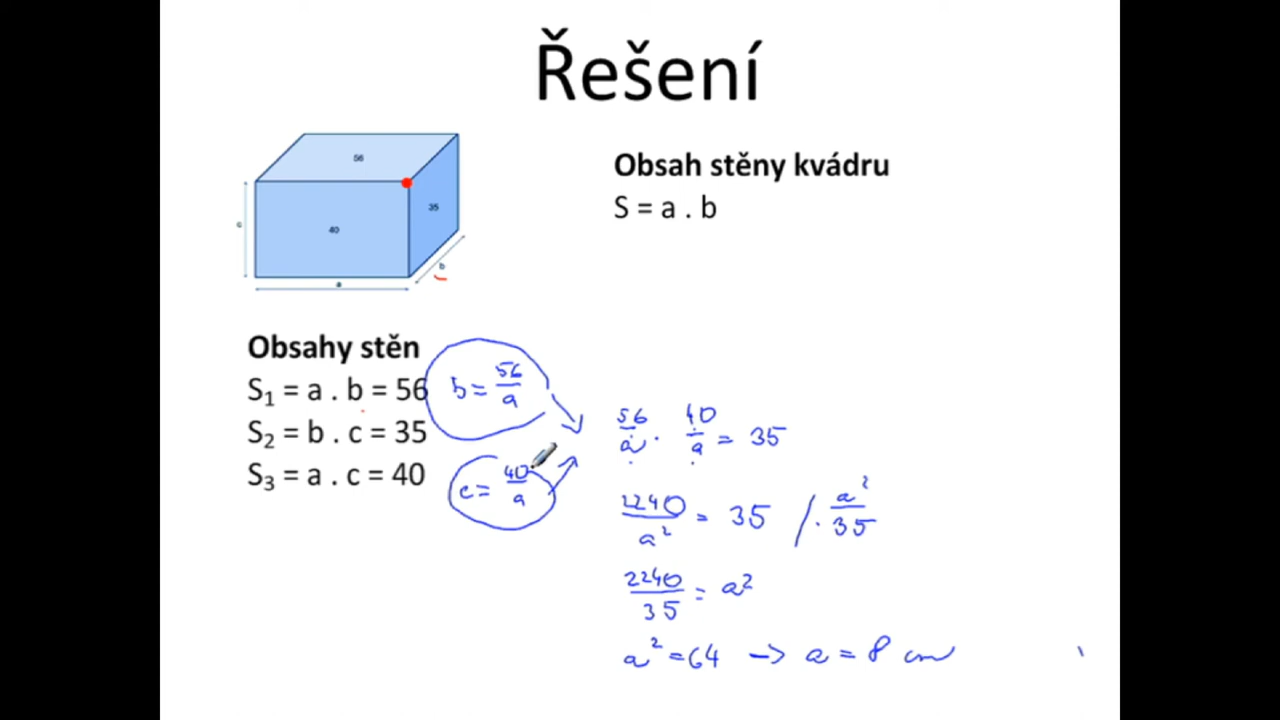 Řešení
56
c
40
35
b
a
Obsah stěny kvádru
S = a . b
Obsahy stěn
S₁ = a . b = 56
S₂ = b . c = 35
S₃ = a . c = 40
b = 56/a
c = 40/a
56/a . 40/a = 35
2240/a² = 35 /. a²/35
2240/35 = a²
a² = 64 → a = 8 cm